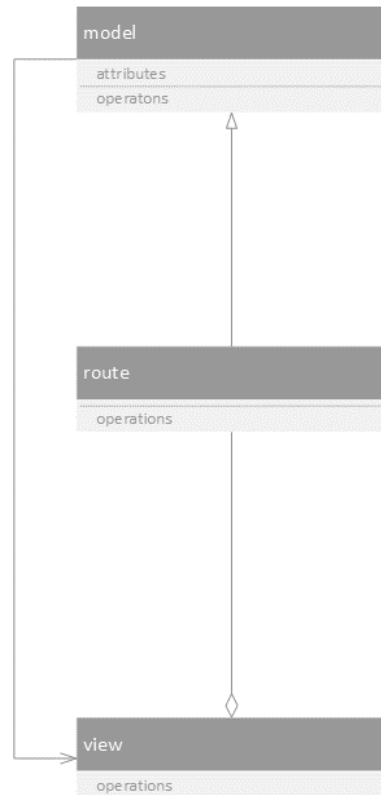 model
attributes
operatons
route
operations
view
operations